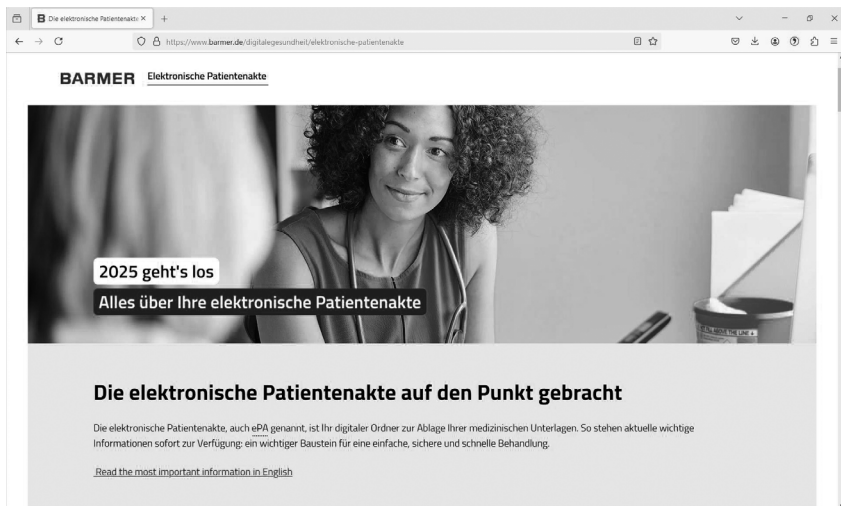 Die elektronische Patientenakte
https://www.barmer.de/digitalegesundheit/elektronische-patientenakte
BARMER Elektronische Patientenakte
2025 geht's los
Alles über Ihre elektronische Patientenakte
Die elektronische Patientenakte auf den Punkt gebracht
Die elektronische Patientenakte, auch ePA genannt, ist Ihr digitaler Ordner zur Ablage Ihrer medizinischen Unterlagen. So stehen aktuelle wichtige
Informationen sofort zur Verfügung: ein wichtiger Baustein für eine einfache, sichere und schnelle Behandlung.
Read the most important information in English